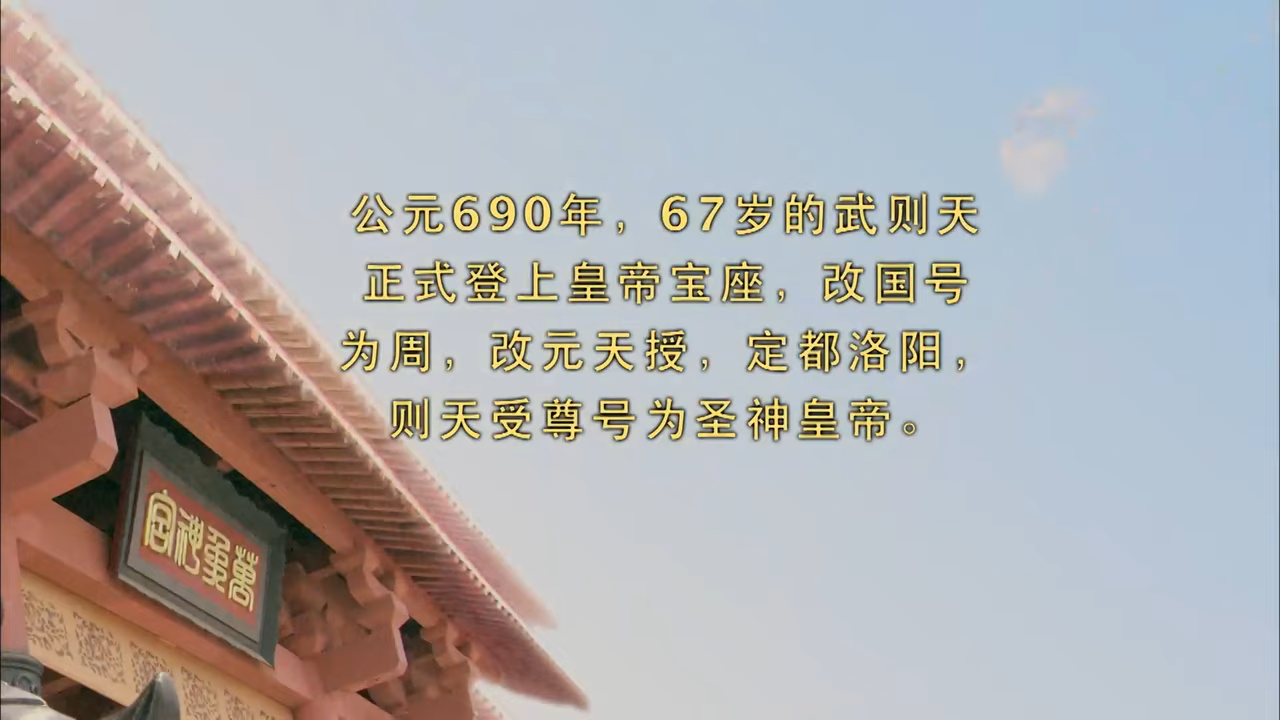 公元690年，67岁的武则天
正式登上皇帝宝座，改国号
为周，改元天授，定都洛阳，
则天受尊号为圣神皇帝。
萬象神宮